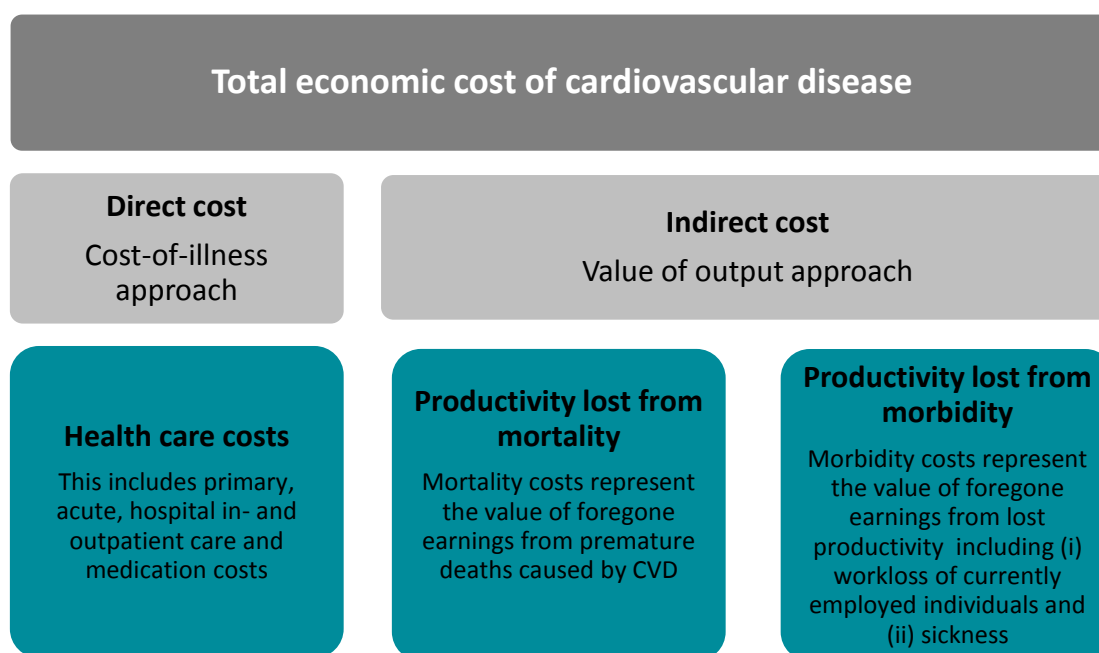 Total economic cost of cardiovascular disease
Direct cost
Cost-of-illness
approach
Indirect cost
Value of output approach
Health care costs
This includes primary,
acute, hospital in- and
outpatient care and
medication costs
Productivity lost from
mortality
Mortality costs represent
the value of foregone
earnings from premature
deaths caused by CVD
Productivity lost from
morbidity
Morbidity costs represent
the value of foregone
earnings from lost
productivity  including (i)
workloss of currently
employed individuals and
(ii) sickness